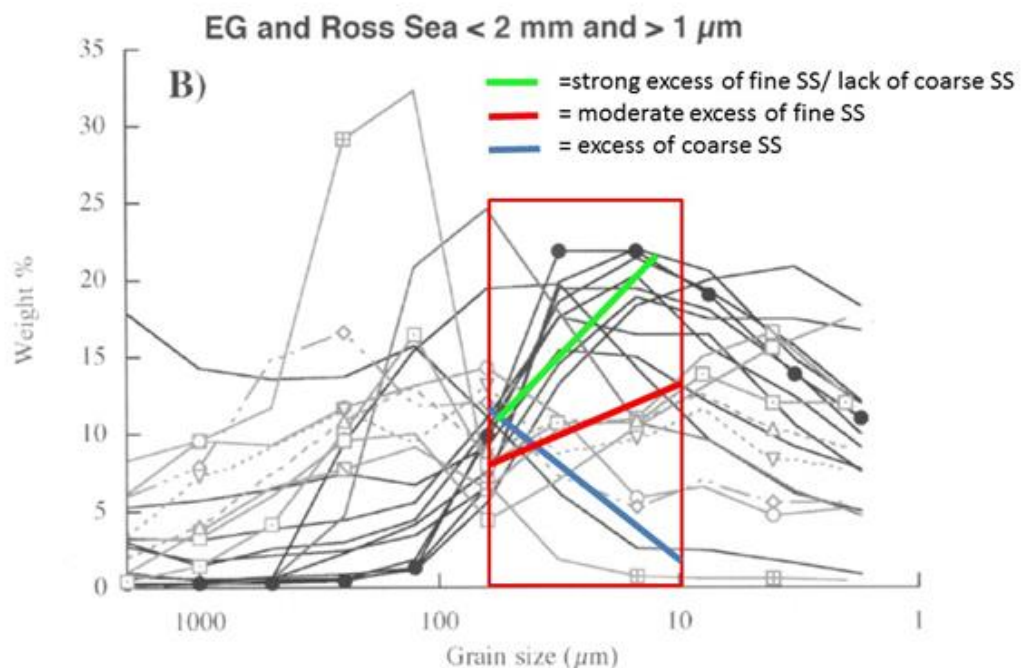 EG and Ross Sea < 2 mm and > 1 µm
35
30
25
20
15
10
5
0
B)
=strong excess of fine SS/ lack of coarse SS
= moderate excess of fine SS
= excess of coarse SS
Weight %
1000
100
10
1
Grain size (µm)